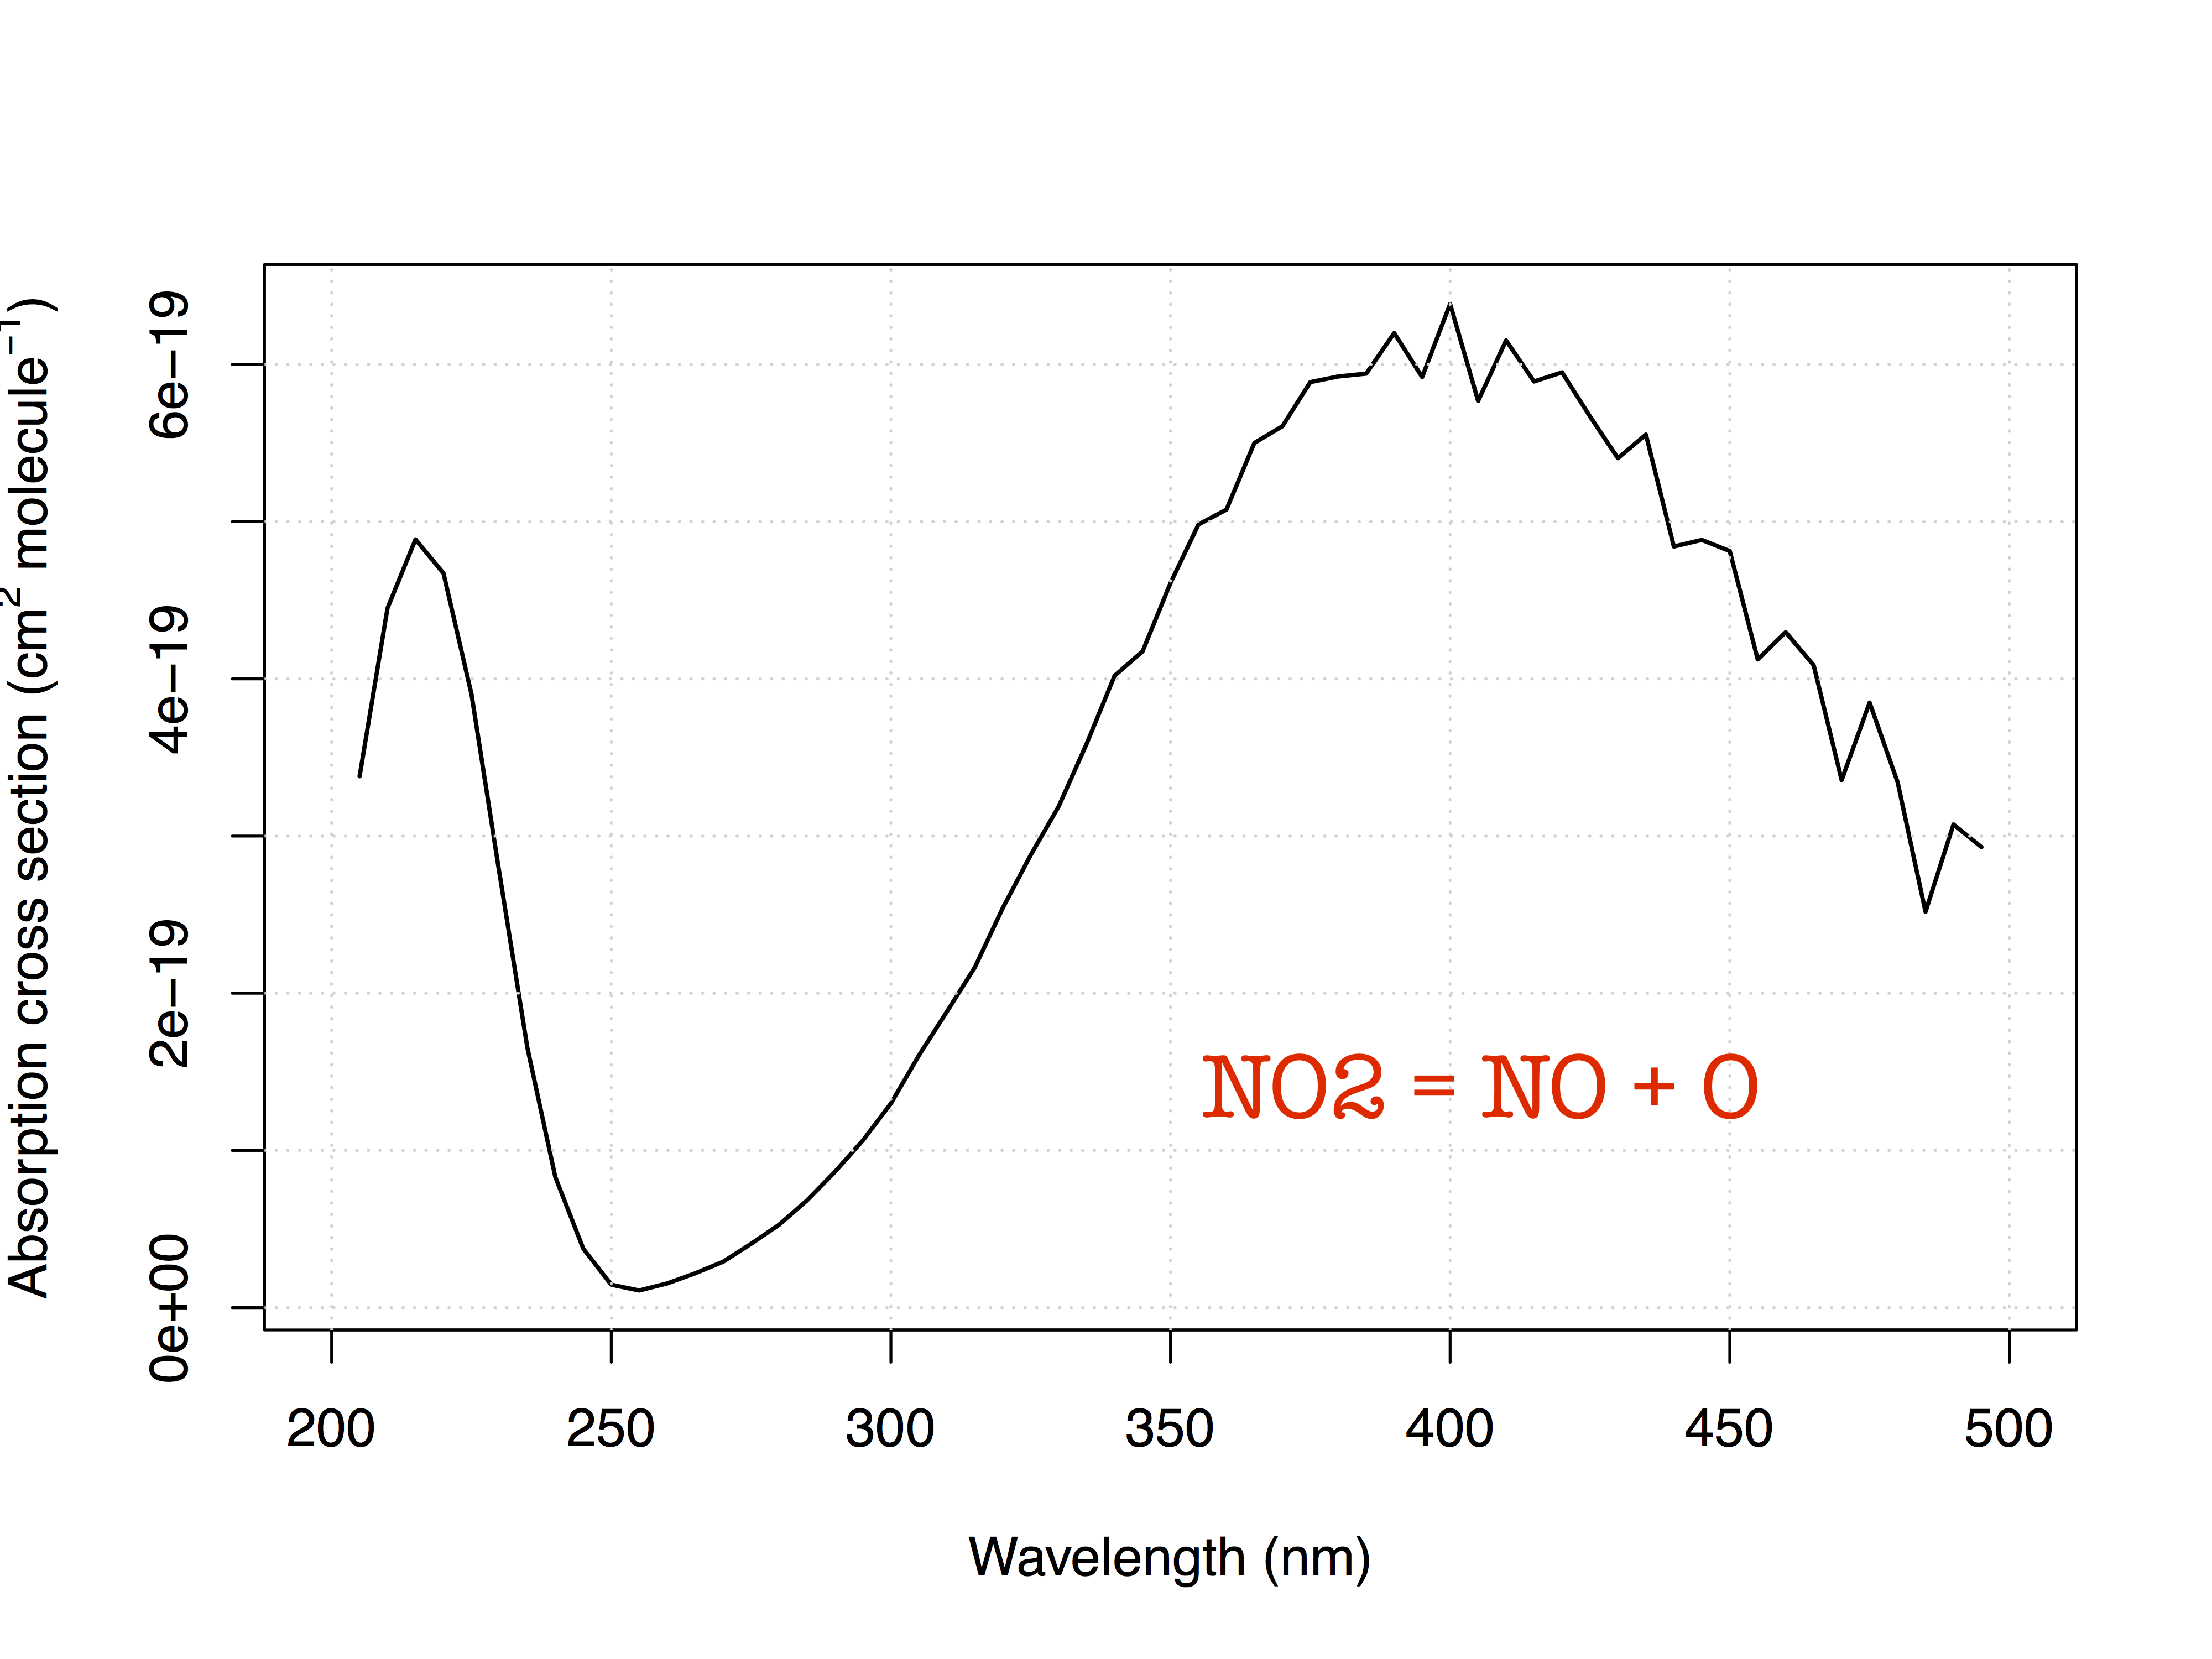 Absorption cross section (cm² molecule⁻¹)
6e−19
4e−19
2e−19
0e+00
NO2 = NO + O
200 250 300 350 400 450 500
Wavelength (nm)